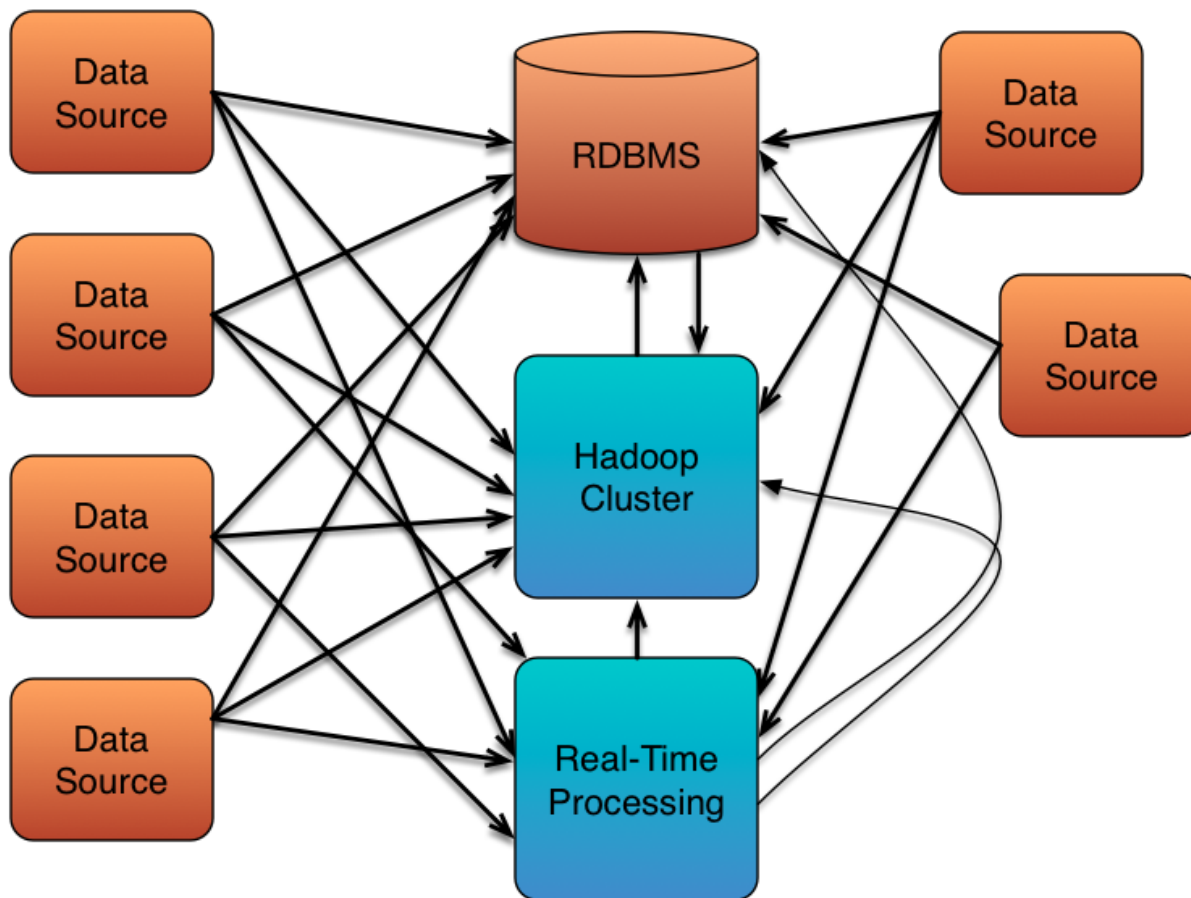 Data
Source
RDBMS
Data
Source
Data
Source
Data
Source
Hadoop
Cluster
Data
Source
Data
Source
Real-Time
Processing